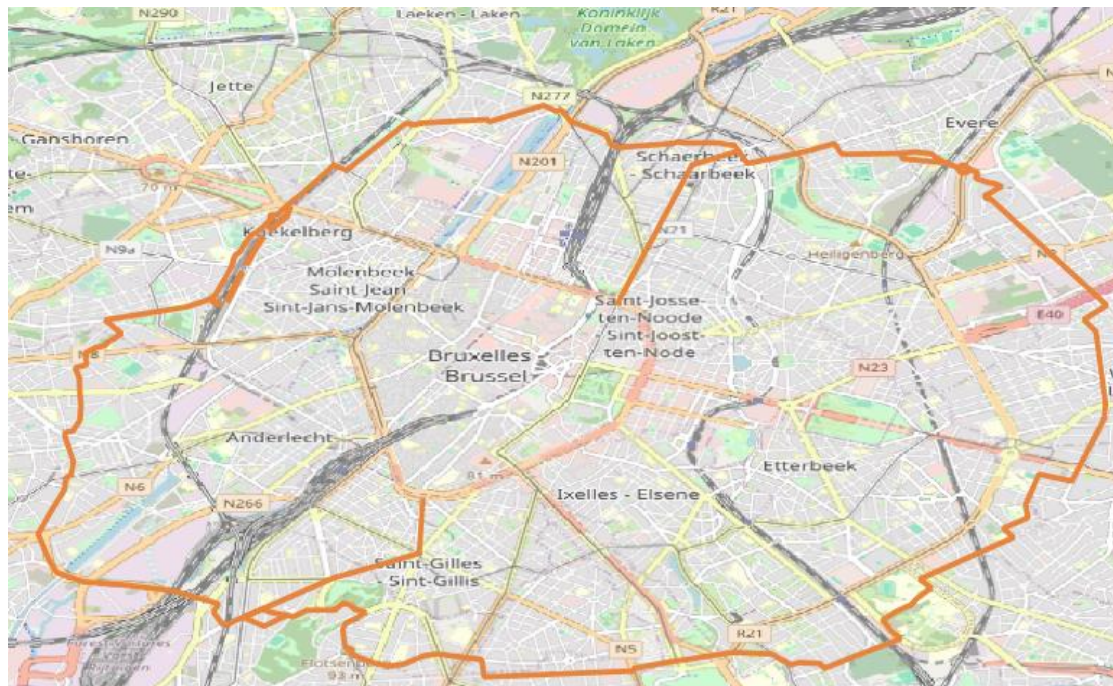 N290
Laeken - Laken
Koninklijk
Domein
van Laken
R21
Jette
N277
Ganshoren
N201
Evere
Schaerbeek
- Schaarbeek
70 m
em
Koekelberg
N21
N9a
Heiligenberg
Molenbeek
Saint Jean
Sint-Jans-Molenbeek
Saint-Josse-
ten-Noode
- Sint-Joost-
ten-Node
E40
N8
Bruxelles
Brussel
N23
Anderlecht
81 m
Etterbeek
N6
Ixelles - Elsene
N266
Saint-Gilles
- Sint-Gillis
R21
N5
93 m